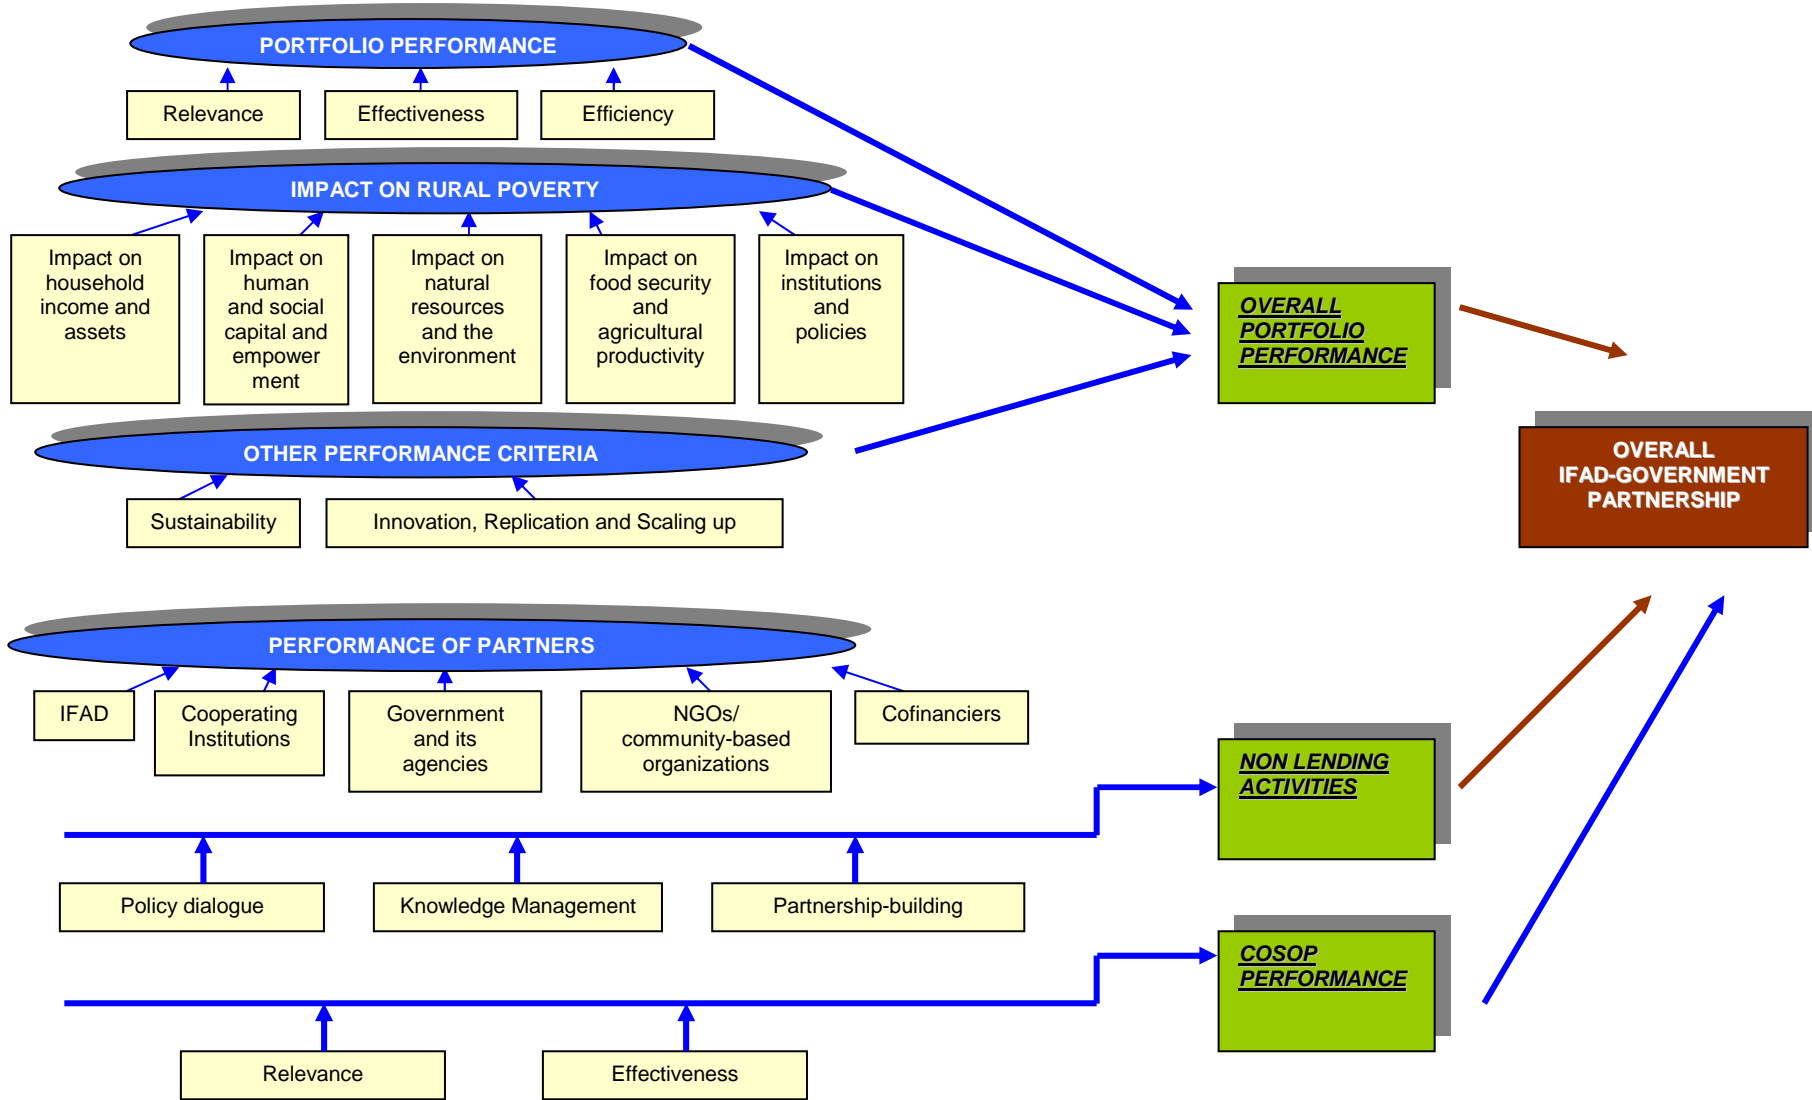 PORTFOLIO PERFORMANCE
Relevance
Effectiveness
Efficiency
IMPACT ON RURAL POVERTY
Impact on
household
income and
assets
Impact on
human
and social
capital and
empower
ment
Impact on
natural
resources
and the
environment
Impact on
food security
and
agricultural
productivity
Impact on
institutions
and
policies
OVERALL
PORTFOLIO
PERFORMANCE
OTHER PERFORMANCE CRITERIA
Sustainability
Innovation, Replication and Scaling up
OVERALL
IFAD-GOVERNMENT
PARTNERSHIP
PERFORMANCE OF PARTNERS
IFAD
Cooperating
Institutions
Government
and its
agencies
NGOs/
community-based
organizations
Cofinanciers
NON LENDING
ACTIVITIES
Policy dialogue
Knowledge Management
Partnership-building
COSOP
PERFORMANCE
Relevance
Effectiveness